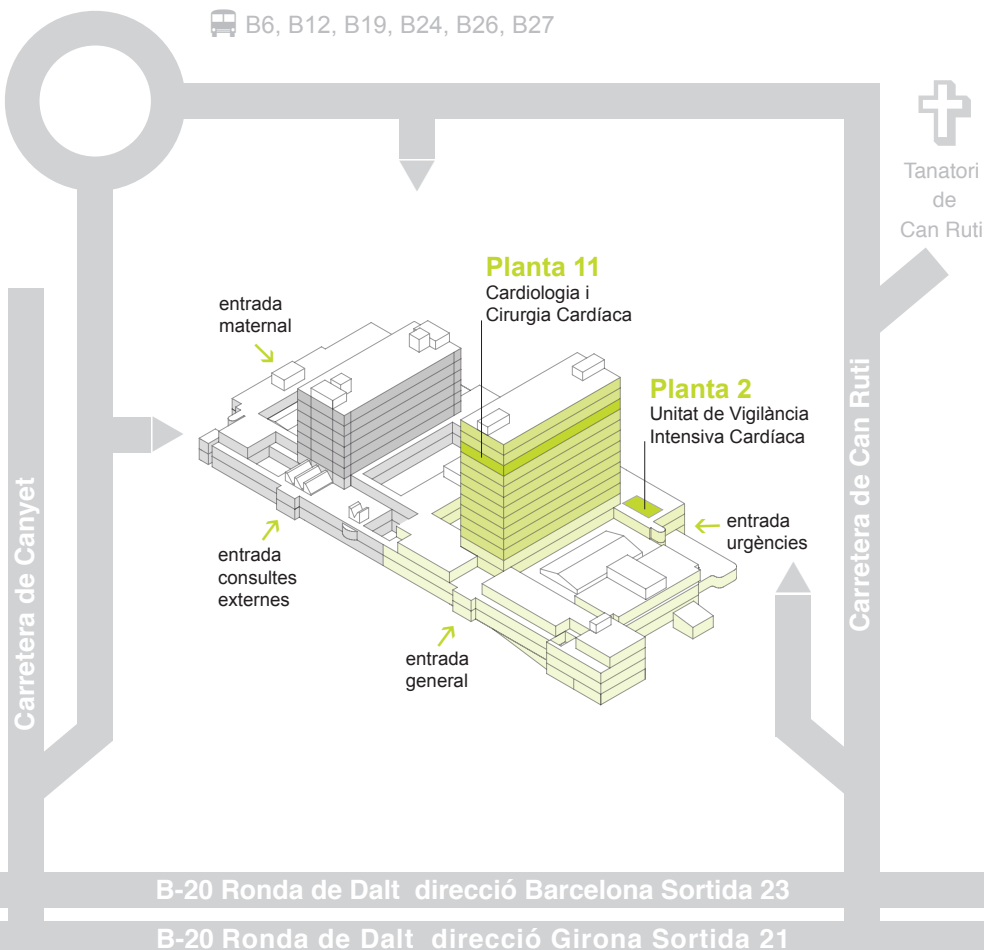 B6, B12, B19, B24, B26, B27
Tanatori
de
Can Ruti
Planta 11
Cardiologia i
Cirurgia Cardíaca
entrada
maternal
Planta 2
Unitat de Vigilància
Intensiva Cardíaca
entrada
urgències
entrada
consultes
externes
entrada
general
Carretera de Canyet
Carretera de Can Ruti
B-20 Ronda de Dalt direcció Barcelona Sortida 23
B-20 Ronda de Dalt direcció Girona Sortida 21